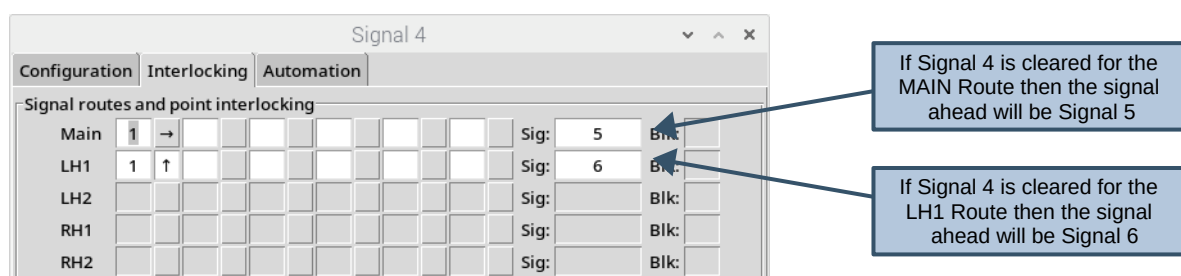 Signal 4
Configuration Interlocking Automation
Signal routes and point interlocking
Main 1 → Sig: 5 Blk:
LH1 1 ↑ Sig: 6 Blk:
LH2 Sig: Blk:
RH1 Sig: Blk:
RH2 Sig: Blk:
If Signal 4 is cleared for the
MAIN Route then the signal
ahead will be Signal 5
If Signal 4 is cleared for the
LH1 Route then the signal
ahead will be Signal 6